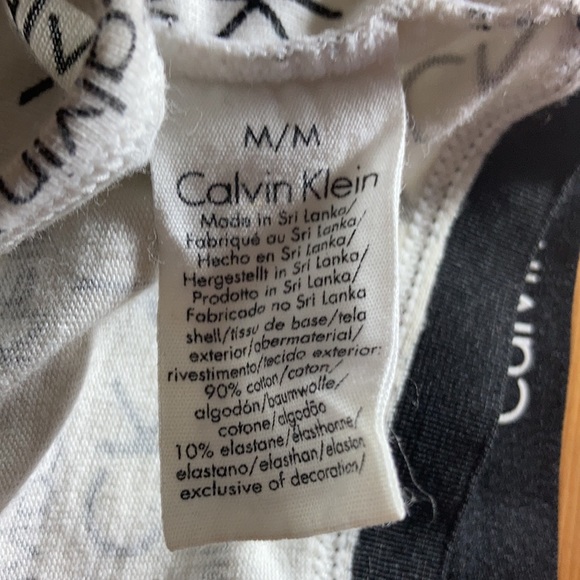 M/M
Calvin Klein
Made in Sri Lanka/
Fabriqué au Sri Lanka/
Hecho en Sri Lanka/
Hergestellt in Sri Lanka/
Prodotto in Sri Lanka/
Fabricado no Sri Lanka
shell/tissu de base/tela
exterior/obermaterial/
rivestimento/tecido exterior:
90% cotton/coton/
algodón/baumwolle/
cotone/algodão
10% elastane/élasthanne/
elastano/elasthan/elastan
exclusive of decoration/
Calvin